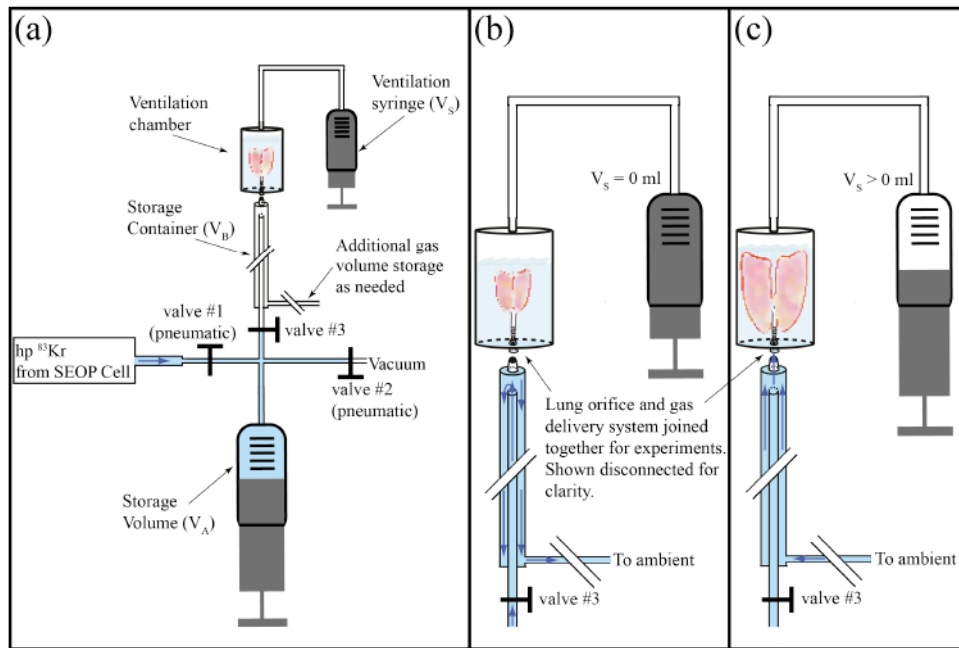 (a)
Ventilation
syringe (V_S)
Ventilation
chamber
Storage
Container (V_B)
Additional gas
volume storage
as needed
valve #1
(pneumatic)
valve #3
hp ⁸³Kr
from SEOP Cell
Vacuum
valve #2
(pneumatic)
Storage
Volume (V_A)
(b)
V_S = 0 ml
Lung orifice and gas
delivery system joined
together for experiments.
Shown disconnected for
clarity.
To ambient
valve #3
(c)
V_S > 0 ml
To ambient
valve #3